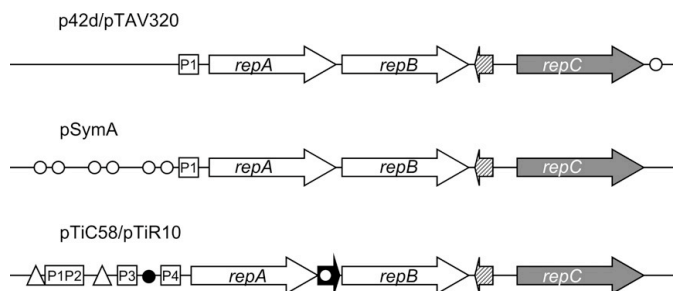 p42d/pTAV320
P1 repA repB repC
pSymA
P1 repA repB repC
pTiC58/pTiR10
P1P2 P3 P4 repA repB repC